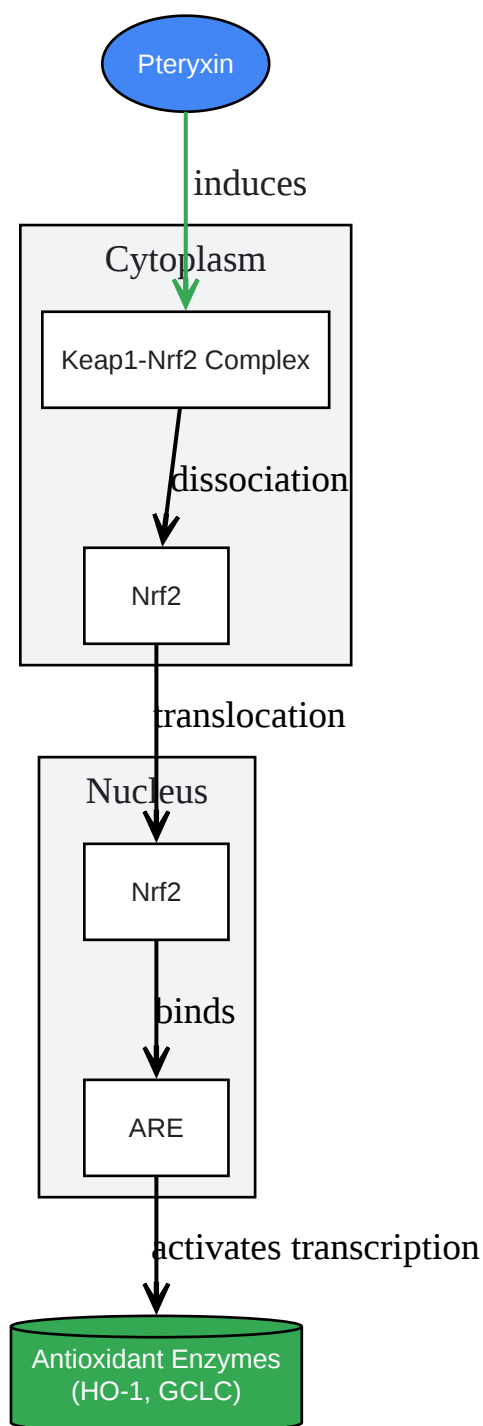 Pteryxin
induces
Cytoplasm
Keap1-Nrf2 Complex
dissociation
Nrf2
translocation
Nucleus
Nrf2
binds
ARE
activates transcription
Antioxidant Enzymes
(HO-1, GCLC)